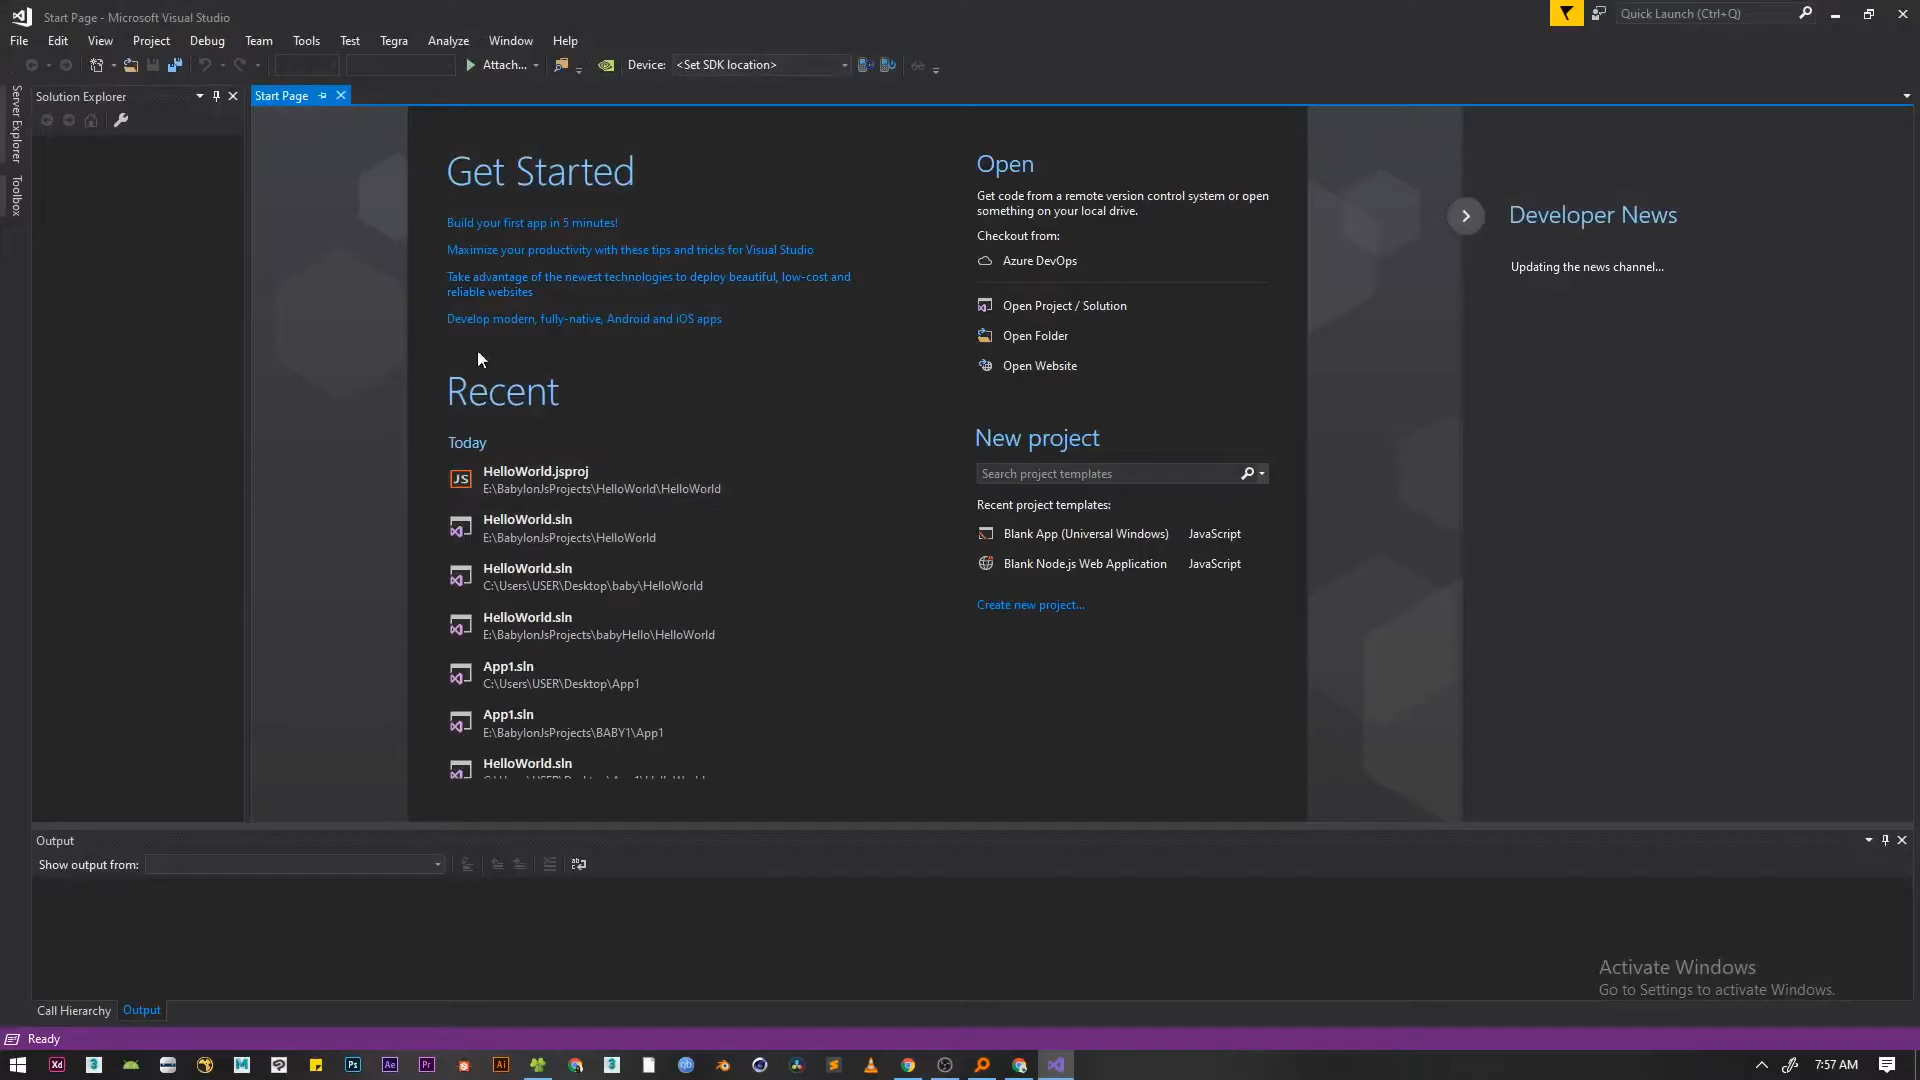 Start Page - Microsoft Visual Studio
Quick Launch (Ctrl+Q)
File Edit View Project Debug Team Tools Test Tegra Analyze Window Help
Attach... Device: <Set SDK location>
Server Explorer
Toolbox
Solution Explorer
Start Page
Get Started
Build your first app in 5 minutes!
Maximize your productivity with these tips and tricks for Visual Studio
Take advantage of the newest technologies to deploy beautiful, low-cost and
reliable websites
Develop modern, fully-native, Android and iOS apps
Recent
Today
JS
HelloWorld.jsproj
E:\BabylonJsProjects\HelloWorld\HelloWorld
HelloWorld.sln
E:\BabylonJsProjects\HelloWorld
HelloWorld.sln
C:\Users\USER\Desktop\baby\HelloWorld
HelloWorld.sln
E:\BabylonJsProjects\babyHello\HelloWorld
App1.sln
C:\Users\USER\Desktop\App1
App1.sln
E:\BabylonJsProjects\BABY1\App1
HelloWorld.sln
Open
Get code from a remote version control system or open
something on your local drive.
Checkout from:
Azure DevOps
Open Project / Solution
Open Folder
Open Website
New project
Search project templates
Recent project templates:
Blank App (Universal Windows) JavaScript
Blank Node.js Web Application JavaScript
Create new project...
Developer News
Updating the news channel...
Output
Show output from:
Activate Windows
Go to Settings to activate Windows.
Call Hierarchy Output
Ready
Xd 3 M Ps Ae Pr Ai 3
7:57 AM